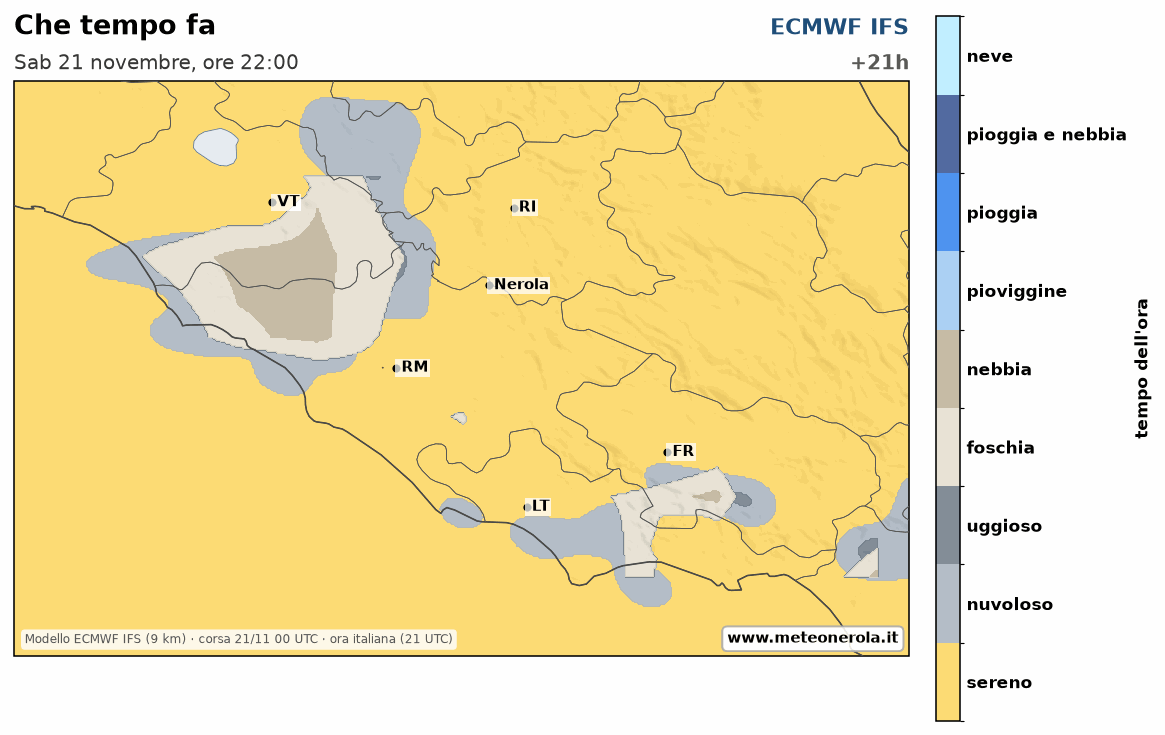 Che tempo fa
ECMWF IFS
Sab 21 novembre, ore 22:00
+21h
neve
pioggia e nebbia
pioggia
pioviggine
nebbia
foschia
uggioso
nuvoloso
sereno
tempo dell'ora
VT
RI
Nerola
RM
FR
LT
Modello ECMWF IFS (9 km) · corsa 21/11 00 UTC · ora italiana (21 UTC)
www.meteonerola.it